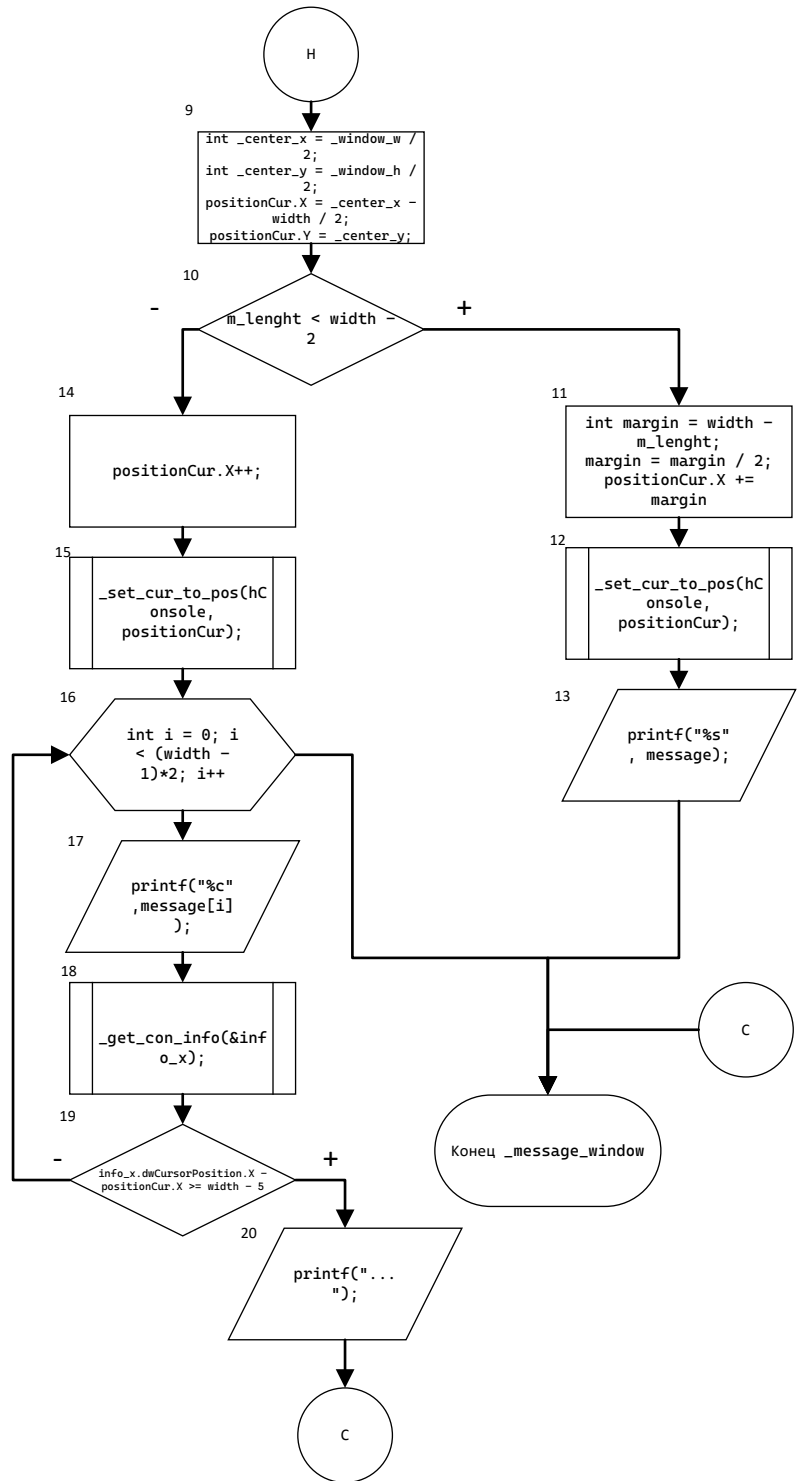 H
9
int _center_x = _window_w /
2;
int _center_y = _window_h /
2;
positionCur.X = _center_x -
width / 2;
positionCur.Y = _center_y;
10
m_lenght < width -
2
-
+
14
positionCur.X++;
11
int margin = width -
m_lenght;
margin = margin / 2;
positionCur.X +=
margin
15
_set_cur_to_pos(hC
onsole,
positionCur);
12
_set_cur_to_pos(hC
onsole,
positionCur);
16
int i = 0; i
< (width -
1)*2; i++
13
printf("%s"
, message);
17
printf("%c"
,message[i]
);
18
_get_con_info(&inf
o_x);
C
19
info_x.dwCursorPosition.X -
positionCur.X >= width - 5
-
+
Конец _message_window
20
printf("...
");
C